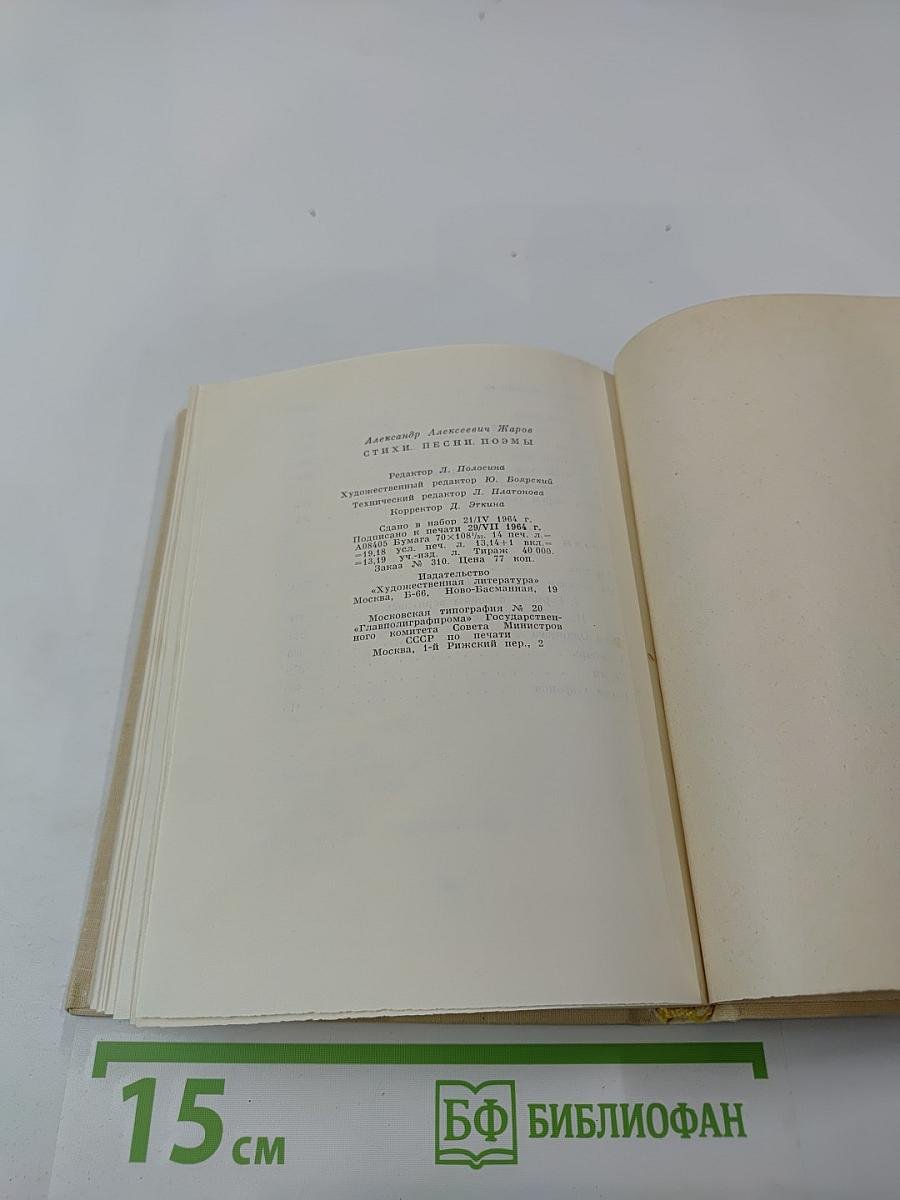 Александр Алексеевич Жаров
СТИХИ. ПЕСНИ. ПОЭМЫ
Редактор Л. Полосина
Художественный редактор Ю. Боярский
Технический редактор Л. Платонова
Корректор Д. Эткина
Сдано в набор 21/IV 1964 г.
Подписано к печати 29/VII 1964 г.
А08405 Бумага 70×108¹/₃₂. 14 печ. л.=
=19,18 усл. печ. л. 13,14+1 вкл.=
=13,19 уч.-изд. л. Тираж 40 000.
Заказ № 310. Цена 77 коп.
Издательство
«Художественная литература»
Москва, Б-66, Ново-Басманная, 19
Московская типография № 20
«Главполиграфпрома» Государствен-
ного комитета Совета Министров
СССР по печати
Москва, 1-й Рижский пер., 2
15 см
БФ БИБЛИОФАН